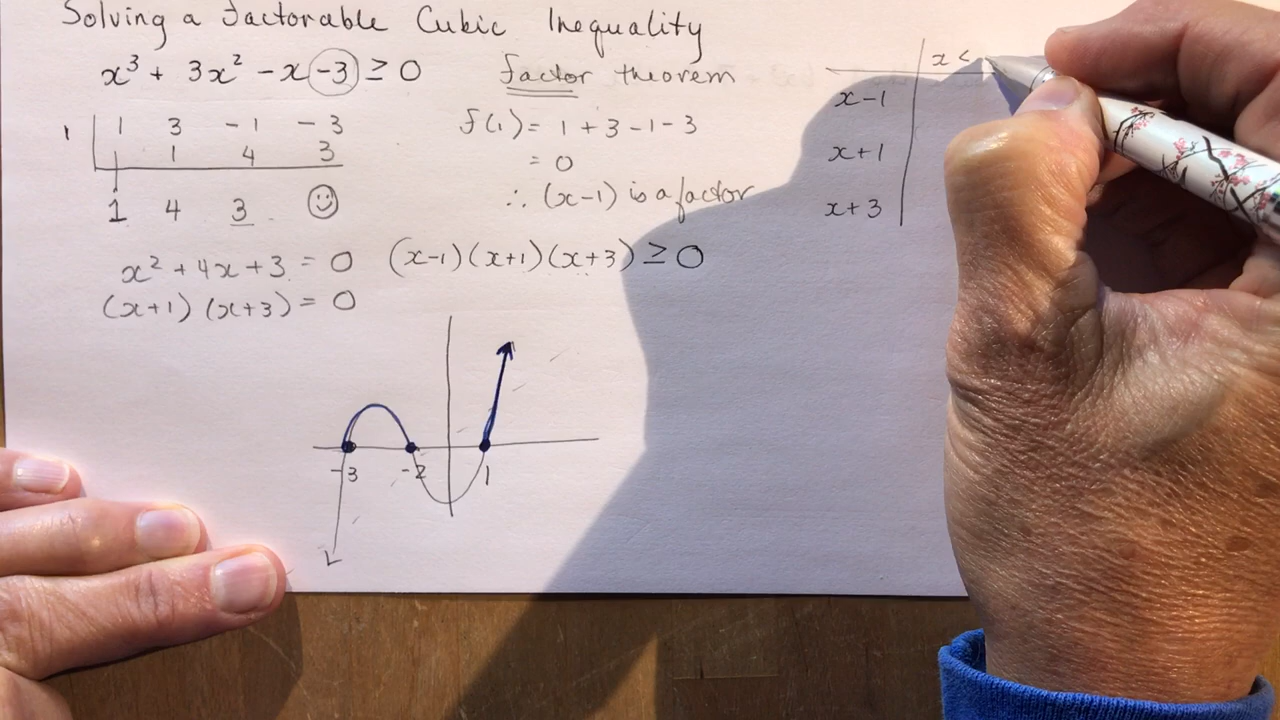 Solving a Factorable Cubic Inequality
x³ + 3x² - x - 3 ≥ 0
factor theorem
1 | 1 3 -1 -3
1 4 3
1 4 3 ☺
f(1) = 1 + 3 - 1 - 3
= 0
∴ (x-1) is a factor
x² + 4x + 3 = 0
(x+1) (x+3) = 0
(x-1) (x+1) (x+3) ≥ 0
-3 -2 1
x <
x-1
x+1
x+3